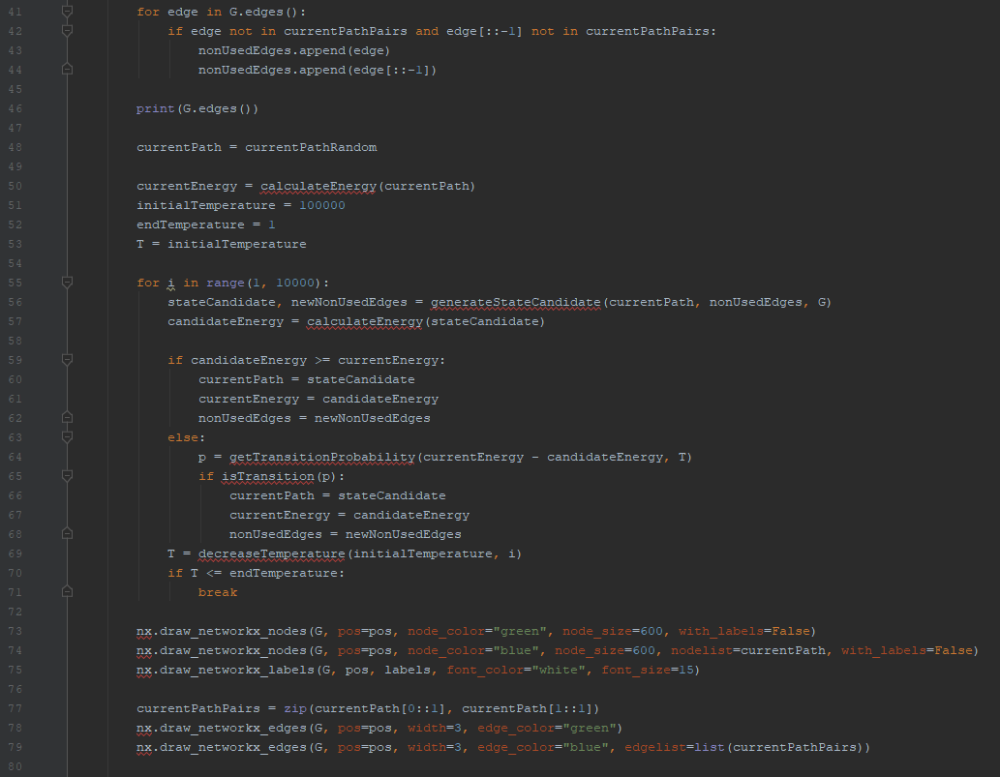 41 for edge in G.edges():
42 if edge not in currentPathPairs and edge[::-1] not in currentPathPairs:
43 nonUsedEdges.append(edge)
44 nonUsedEdges.append(edge[::-1])
45
46 print(G.edges())
47
48 currentPath = currentPathRandom
49
50 currentEnergy = calculateEnergy(currentPath)
51 initialTemperature = 100000
52 endTemperature = 1
53 T = initialTemperature
54
55 for i in range(1, 10000):
56 stateCandidate, newNonUsedEdges = generateStateCandidate(currentPath, nonUsedEdges, G)
57 candidateEnergy = calculateEnergy(stateCandidate)
58
59 if candidateEnergy >= currentEnergy:
60 currentPath = stateCandidate
61 currentEnergy = candidateEnergy
62 nonUsedEdges = newNonUsedEdges
63 else:
64 p = getTransitionProbability(currentEnergy - candidateEnergy, T)
65 if isTransition(p):
66 currentPath = stateCandidate
67 currentEnergy = candidateEnergy
68 nonUsedEdges = newNonUsedEdges
69 T = decreaseTemperature(initialTemperature, i)
70 if T <= endTemperature:
71 break
72
73 nx.draw_networkx_nodes(G, pos=pos, node_color="green", node_size=600, with_labels=False)
74 nx.draw_networkx_nodes(G, pos=pos, node_color="blue", node_size=600, nodelist=currentPath, with_labels=False)
75 nx.draw_networkx_labels(G, pos, labels, font_color="white", font_size=15)
76
77 currentPathPairs = zip(currentPath[0::1], currentPath[1::1])
78 nx.draw_networkx_edges(G, pos=pos, width=3, edge_color="green")
79 nx.draw_networkx_edges(G, pos=pos, width=3, edge_color="blue", edgelist=list(currentPathPairs))
80